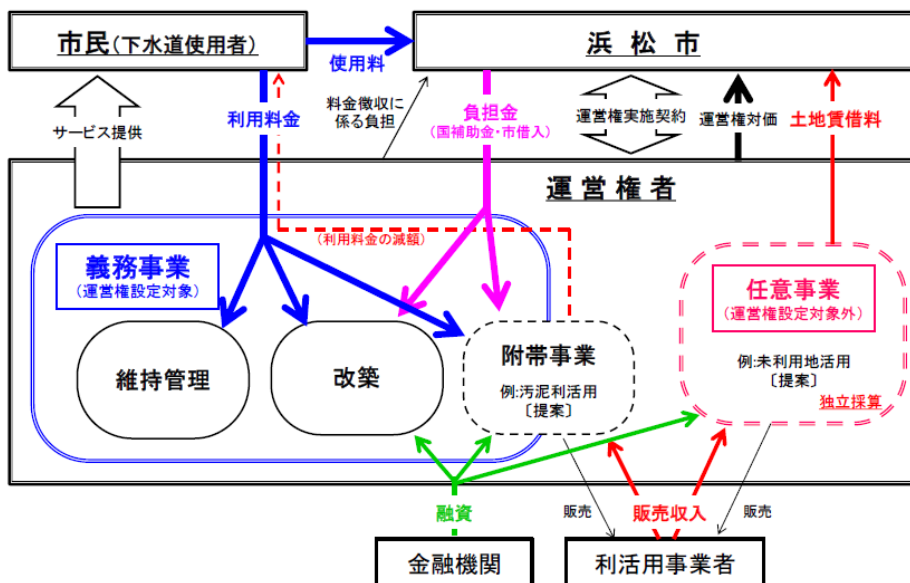 市民(下水道使用者)
浜松市
使用料
サービス提供
利用料金
料金徴収に
係る負担
負担金
(国補助金・市借入)
運営権実施契約
運営権対価
土地賃借料
運営権者
(利用料金の減額)
義務事業
(運営権設定対象)
任意事業
(運営権設定対象外)
維持管理
改築
附帯事業
例:汚泥利活用
〔提案〕
例:未利用地活用
〔提案〕
独立採算
融資
販売
販売収入
販売
金融機関
利活用事業者